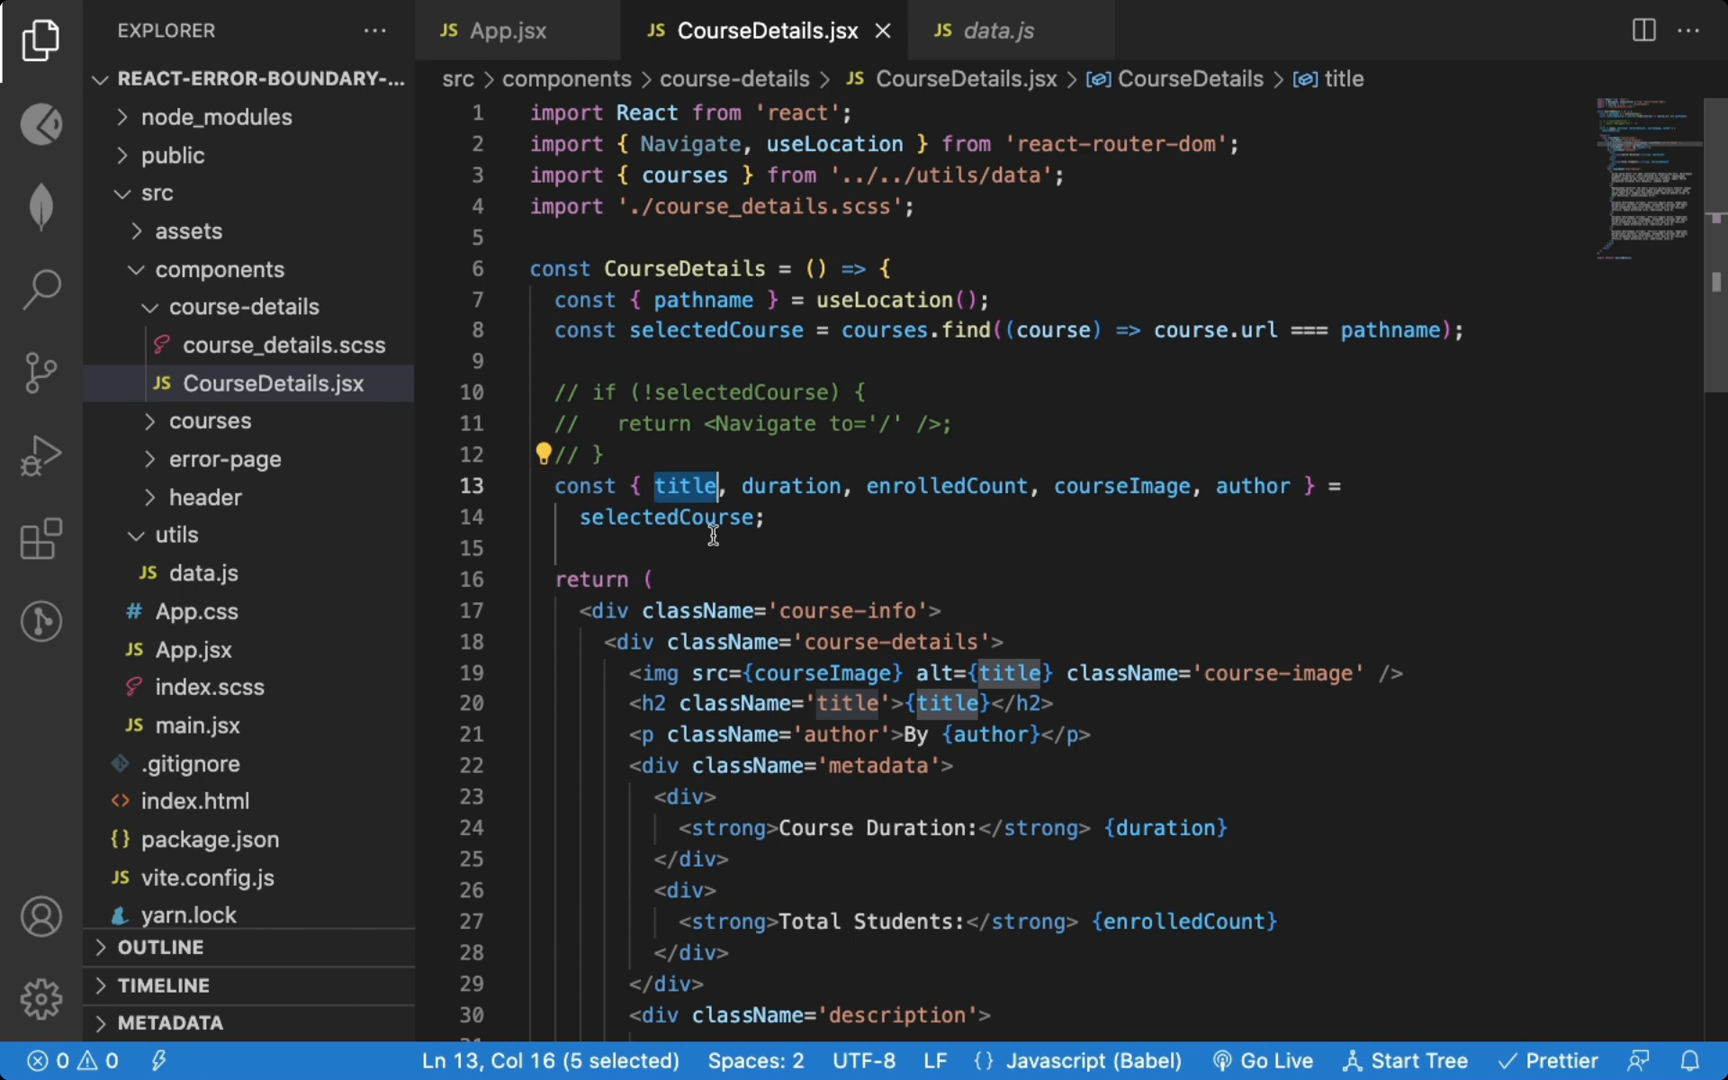 EXPLORER
REACT-ERROR-BOUNDARY-...
node_modules
public
src
assets
components
course-details
course_details.scss
JS CourseDetails.jsx
courses
error-page
header
utils
JS data.js
# App.css
JS App.jsx
index.scss
JS main.jsx
.gitignore
<> index.html
{} package.json
JS vite.config.js
yarn.lock
OUTLINE
TIMELINE
METADATA
JS App.jsx
JS CourseDetails.jsx
JS data.js
src > components > course-details > JS CourseDetails.jsx > CourseDetails > title
1 import React from 'react';
2 import { Navigate, useLocation } from 'react-router-dom';
3 import { courses } from '../../utils/data';
4 import './course_details.scss';
5
6 const CourseDetails = () => {
7 const { pathname } = useLocation();
8 const selectedCourse = courses.find((course) => course.url === pathname);
9
10 // if (!selectedCourse) {
11 //   return <Navigate to='/' />;
12 // }
13 const { title, duration, enrolledCount, courseImage, author } =
14 selectedCourse;
15
16 return (
17 <div className='course-info'>
18 <div className='course-details'>
19 <img src={courseImage} alt={title} className='course-image' />
20 <h2 className='title'>{title}</h2>
21 <p className='author'>By {author}</p>
22 <div className='metadata'>
23 <div>
24 <strong>Course Duration:</strong> {duration}
25 </div>
26 <div>
27 <strong>Total Students:</strong> {enrolledCount}
28 </div>
29 </div>
30 <div className='description'>
0 0 Ln 13, Col 16 (5 selected) Spaces: 2 UTF-8 LF {} Javascript (Babel) Go Live Start Tree Prettier